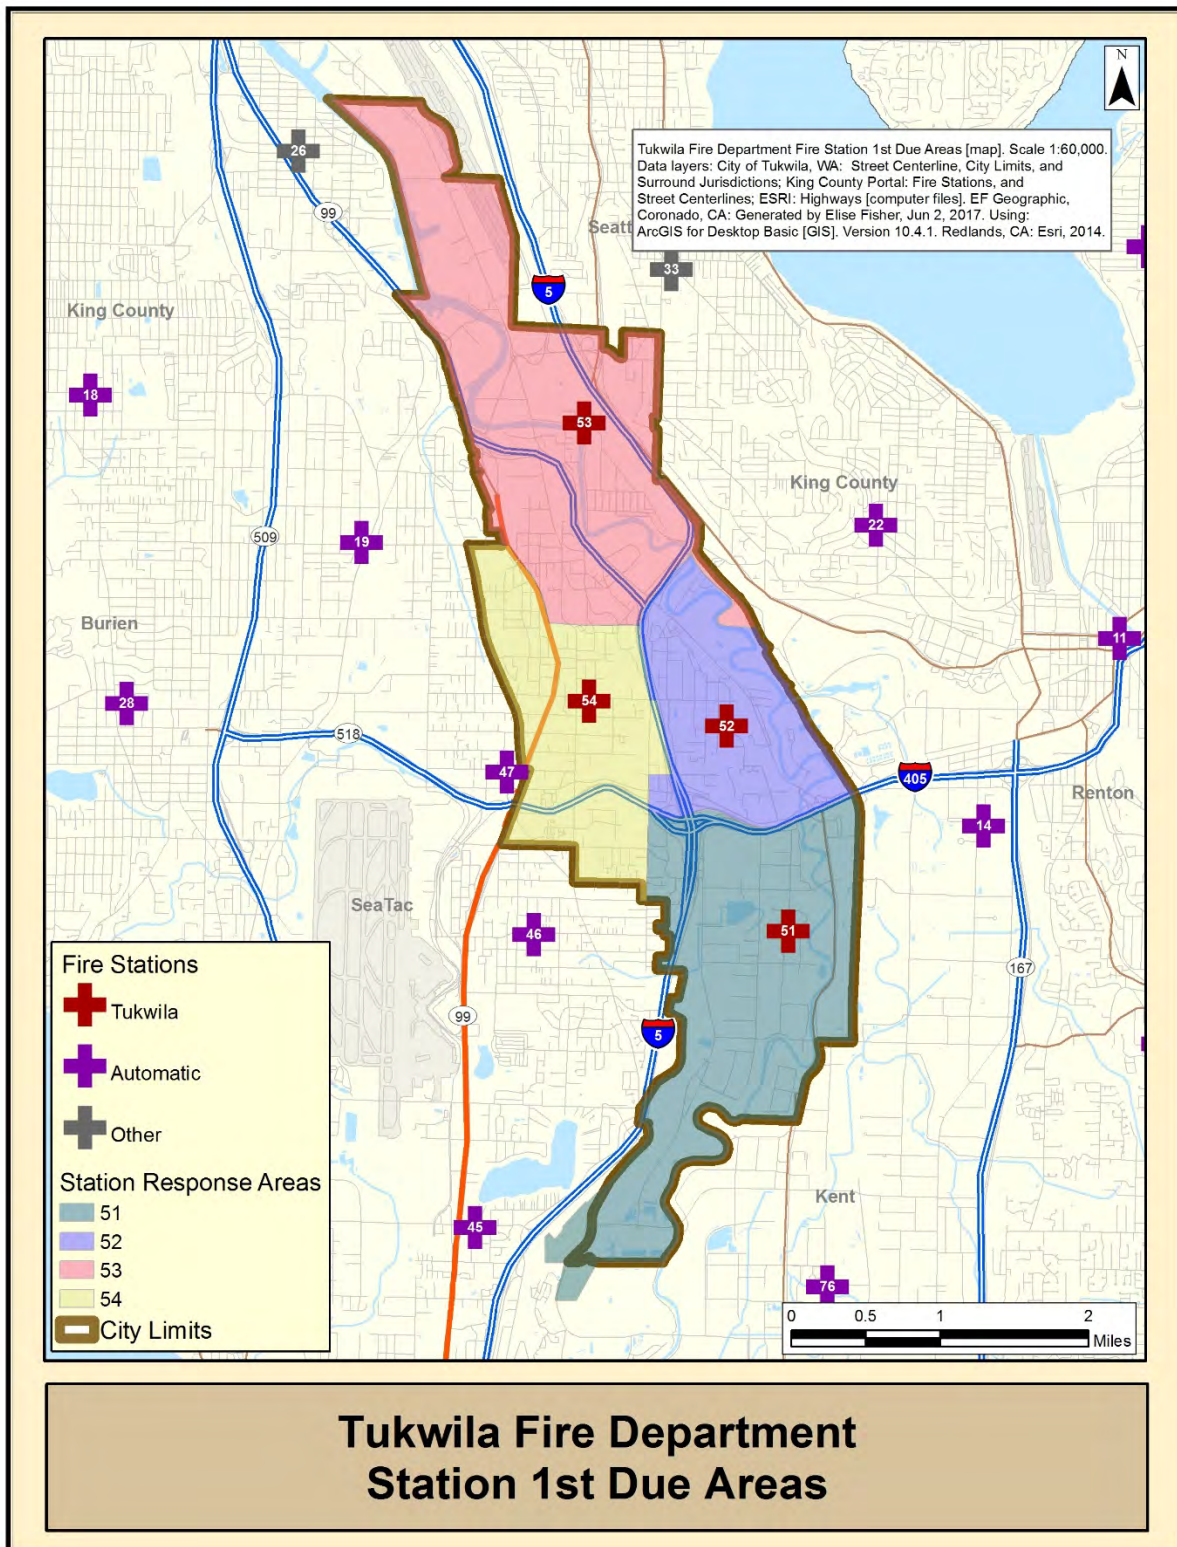 N
Tukwila Fire Department Fire Station 1st Due Areas [map]. Scale 1:60,000.
Data layers: City of Tukwila, WA: Street Centerline, City Limits, and
Surround Jurisdictions; King County Portal: Fire Stations, and
Street Centerlines; ESRI: Highways [computer files]. EF Geographic,
Coronado, CA: Generated by Elise Fisher, Jun 2, 2017. Using:
ArcGIS for Desktop Basic [GIS]. Version 10.4.1. Redlands, CA: Esri, 2014.
26
99
33
5
King County
18
53
King County
22
509
19
Burien
11
28
54
52
518
47
405
Renton
14
SeaTac
46
51
167
99
5
Kent
45
76
Fire Stations
Tukwila
Automatic
Other
Station Response Areas
51
52
53
54
City Limits
0 0.5 1 2
Miles
Tukwila Fire Department
Station 1st Due Areas